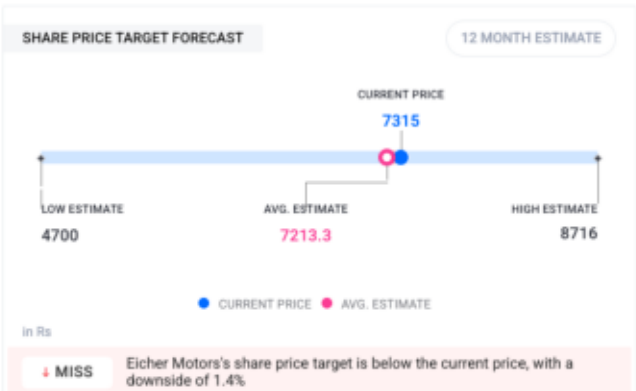 SHARE PRICE TARGET FORECAST
12 MONTH ESTIMATE
CURRENT PRICE
7315
LOW ESTIMATE
AVG. ESTIMATE
HIGH ESTIMATE
4700
7213.3
8716
CURRENT PRICE
AVG. ESTIMATE
in Rs
↓ MISS
Eicher Motors's share price target is below the current price, with a
downside of 1.4%